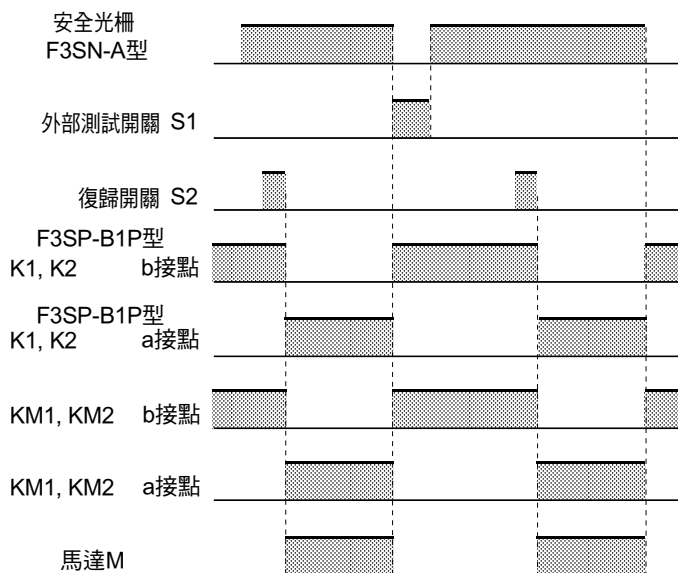 安全光柵
F3SN-A型
外部測試開關 S1
復歸開關 S2
F3SP-B1P型
K1, K2 b接點
F3SP-B1P型
K1, K2 a接點
KM1, KM2 b接點
KM1, KM2 a接點
馬達M